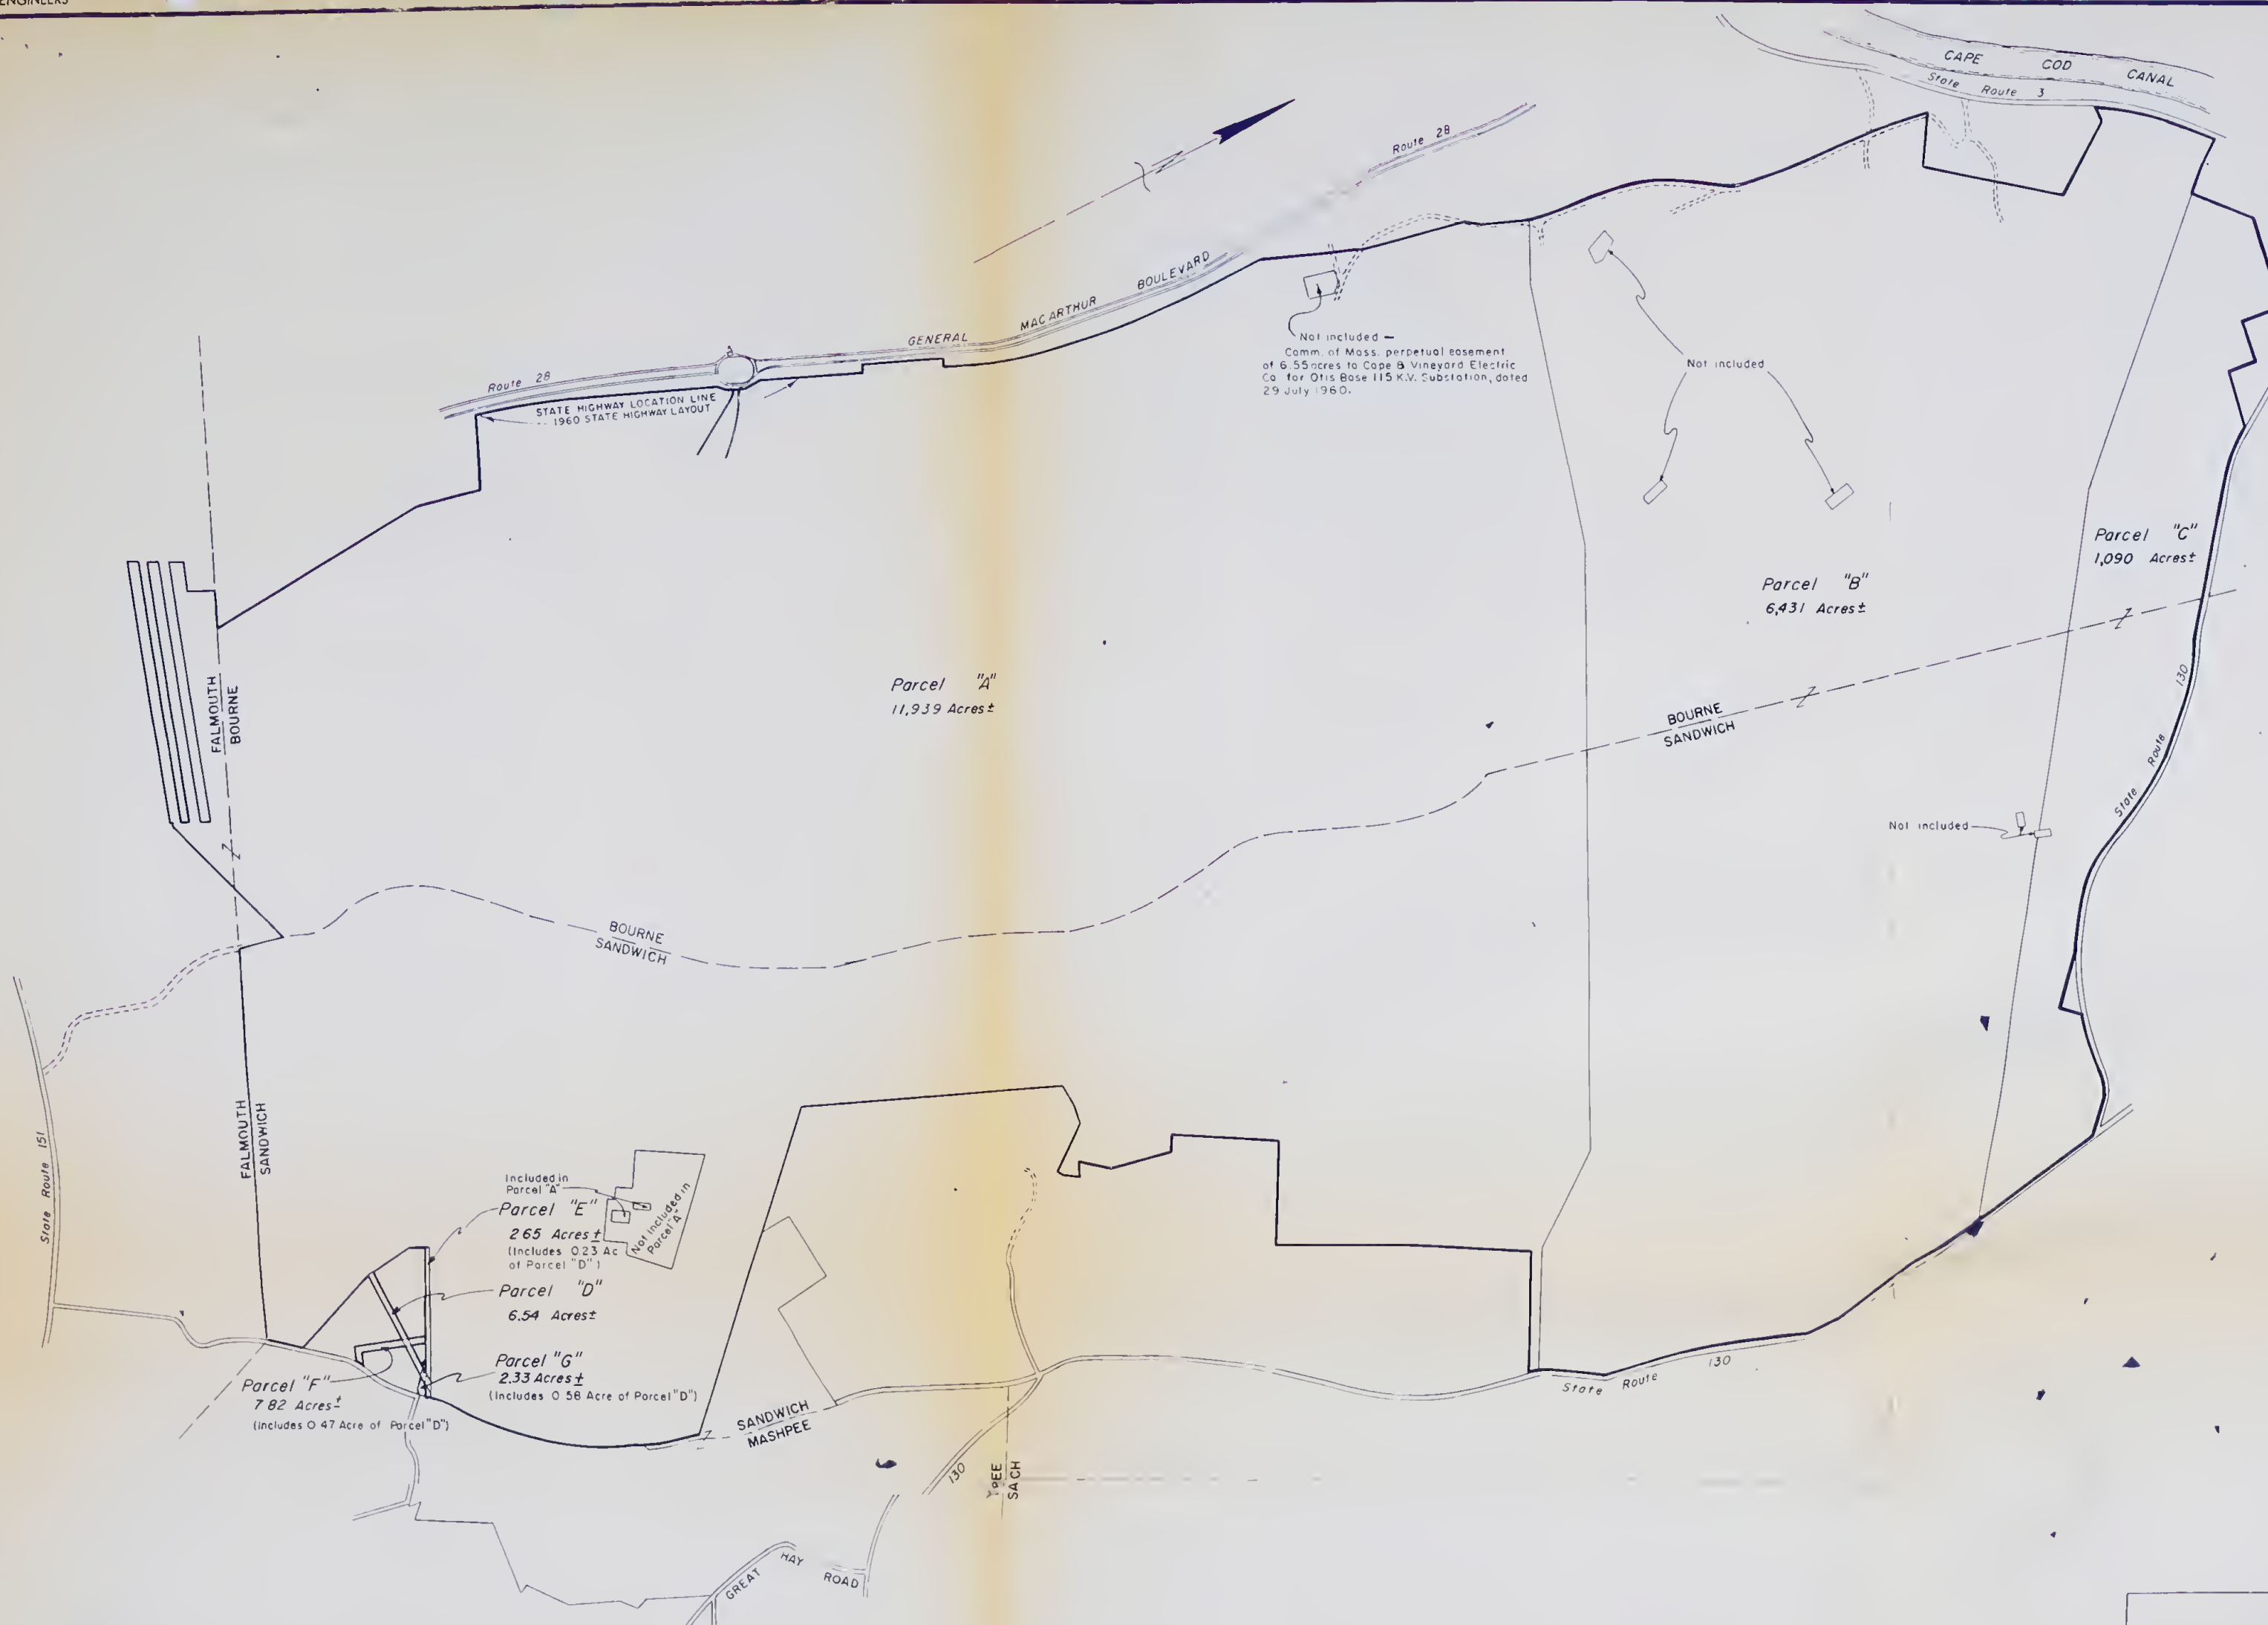 ENGINEERS
CAPE COD CANAL
State Route 3
N
Route 28
GENERAL MACARTHUR BOULEVARD
Route 28
STATE HIGHWAY LOCATION LINE
1960 STATE HIGHWAY LAYOUT
Not included —
Comm. of Mass. perpetual easement
of 6.55 acres to Cape & Vineyard Electric
Co. for Otis Base 115 K.V. Substation, dated
29 July 1960.
Not included
Parcel "C"
1,090 Acres±
Parcel "B"
6,431 Acres±
Parcel "A"
11,939 Acres±
FALMOUTH
BOURNE
BOURNE
SANDWICH
State Route 130
Not included
BOURNE
SANDWICH
FALMOUTH
SANDWICH
State Route 151
Included in
Parcel "A"
Not included in
Parcel "A"
Parcel "E"
2.65 Acres±
(Includes 0.23 Ac
of Parcel "D")
Parcel "D"
6.54 Acres±
Parcel "G"
2.33 Acres±
(Includes 0.58 Acre of Parcel "D")
Parcel "F"
7.82 Acres±
(Includes 0.47 Acre of Parcel "D")
SANDWICH
MASHPEE
State Route 130
130
PEE
GREAT HAY ROAD